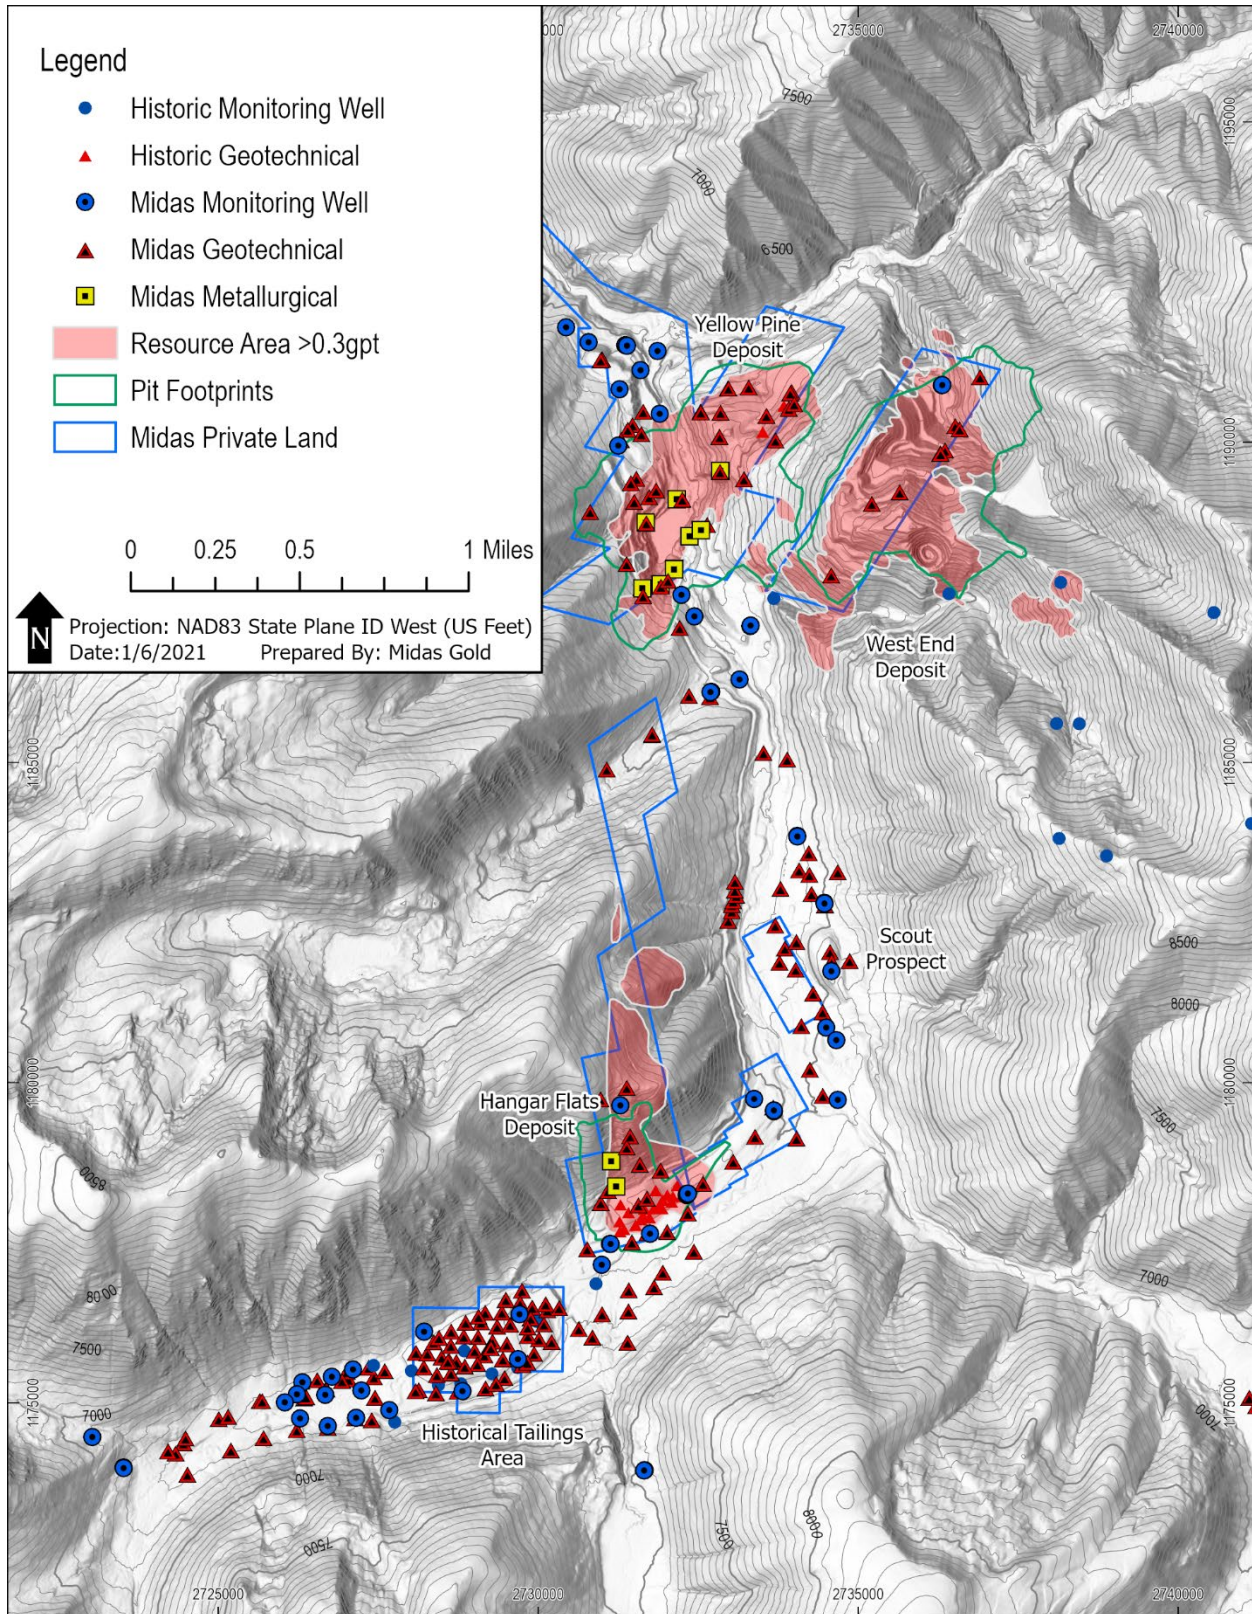 000
2735000
2740000
Legend
Historic Monitoring Well
Historic Geotechnical
Midas Monitoring Well
Midas Geotechnical
Midas Metallurgical
Resource Area >0.3gpt
Pit Footprints
Midas Private Land
0 0.25 0.5 1 Miles
N
Projection: NAD83 State Plane ID West (US Feet)
Date:1/6/2021 Prepared By: Midas Gold
7500
1195000
7000
6500
Yellow Pine
Deposit
1190000
West End
Deposit
1185000
1185000
Scout
Prospect
8500
8000
1180000
1180000
Hangar Flats
Deposit
7500
8500
7000
8000
7500
7000
1175000
1175000
7000
Historical Tailings
Area
7000
7500
7500
8000
2725000
2730000
2735000
2740000